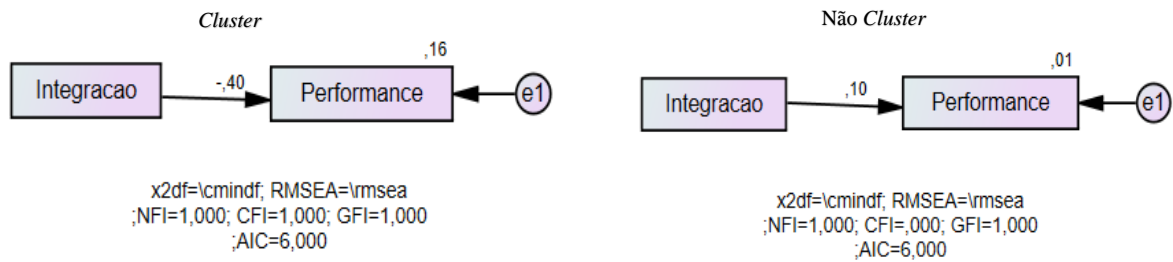 Cluster
,16
Integracao
-,40
Performance
e1
x2df=\cmindf; RMSEA=\rmsea
;NFI=1,000; CFI=1,000; GFI=1,000
;AIC=6,000
Não Cluster
,01
Integracao
,10
Performance
e1
x2df=\cmindf; RMSEA=\rmsea
;NFI=1,000; CFI=,000; GFI=1,000
;AIC=6,000